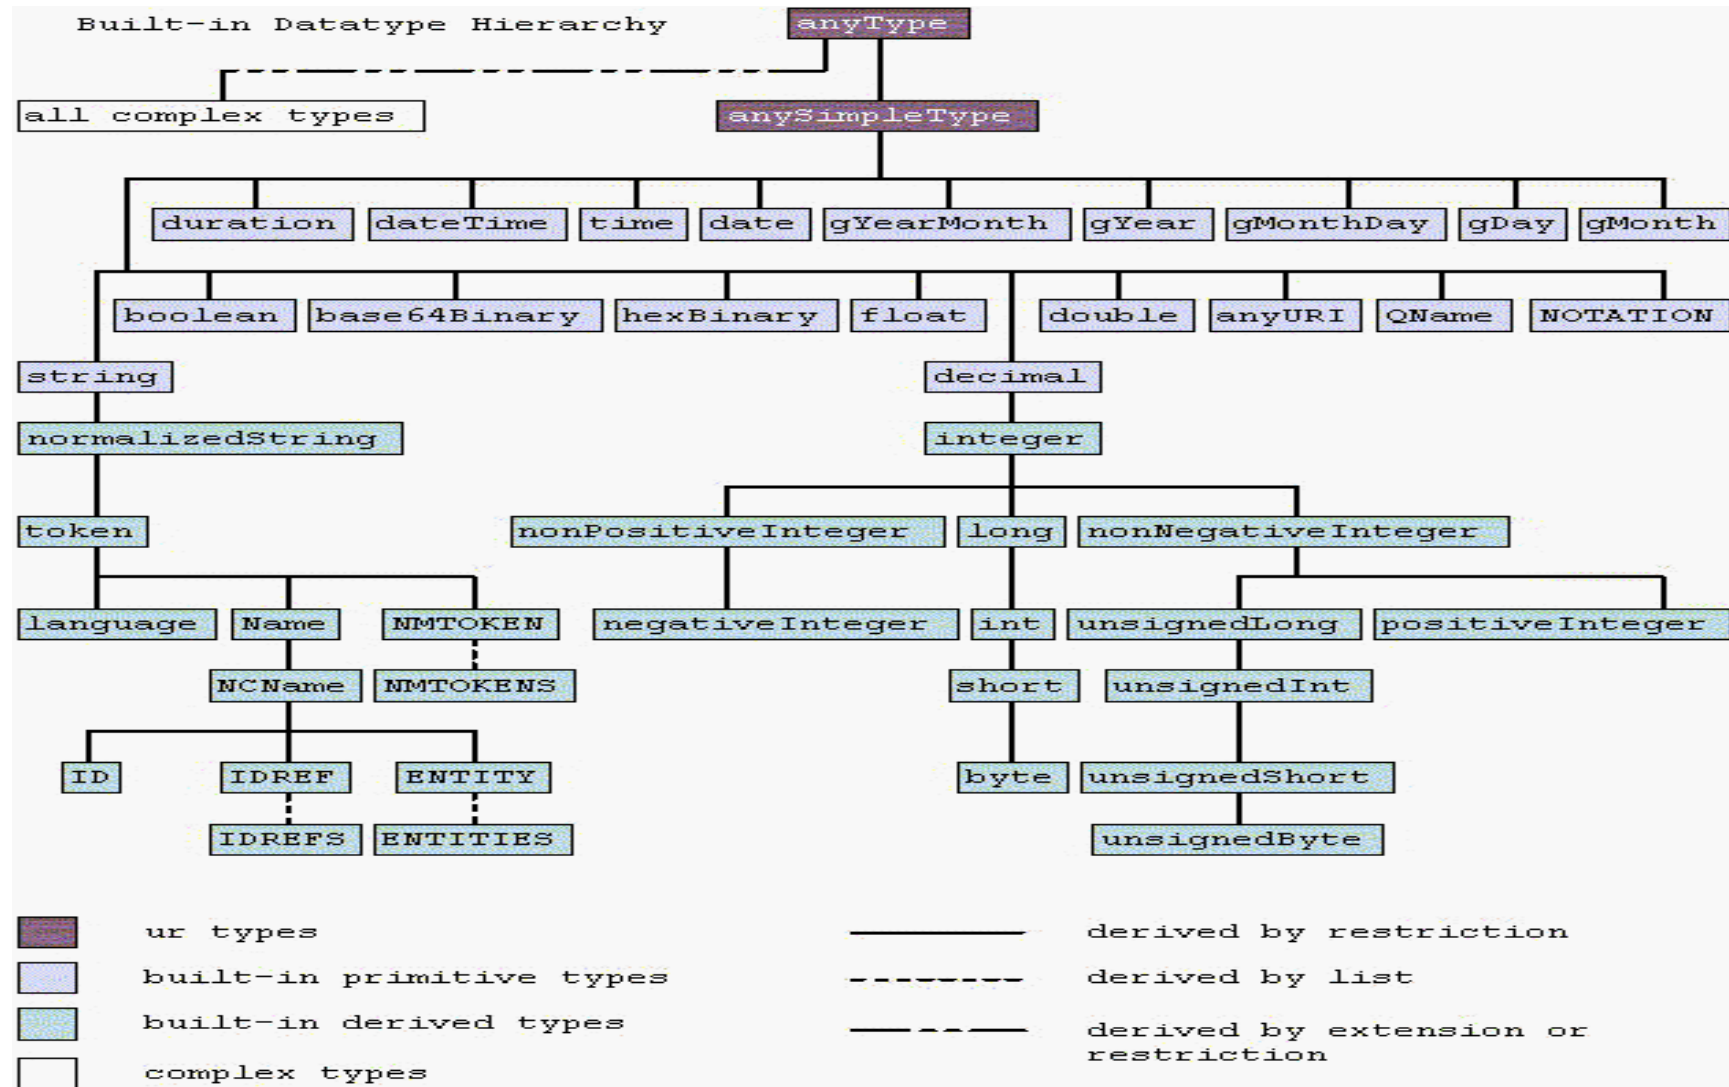 Built-in Datatype Hierarchy
anyType
all complex types
anySimpleType
duration dateTime time date gYearMonth gYear gMonthDay gDay gMonth
boolean base64Binary hexBinary float double anyURI QName NOTATION
string decimal
normalizedString integer
token nonPositiveInteger long nonNegativeInteger
language Name NMTOKEN negativeInteger int unsignedLong positiveInteger
NCName NMTOKENS short unsignedInt
ID IDREF ENTITY byte unsignedShort
IDREFS ENTITIES unsignedByte
ur types derived by restriction
built-in primitive types derived by list
built-in derived types derived by extension or
restriction
complex types